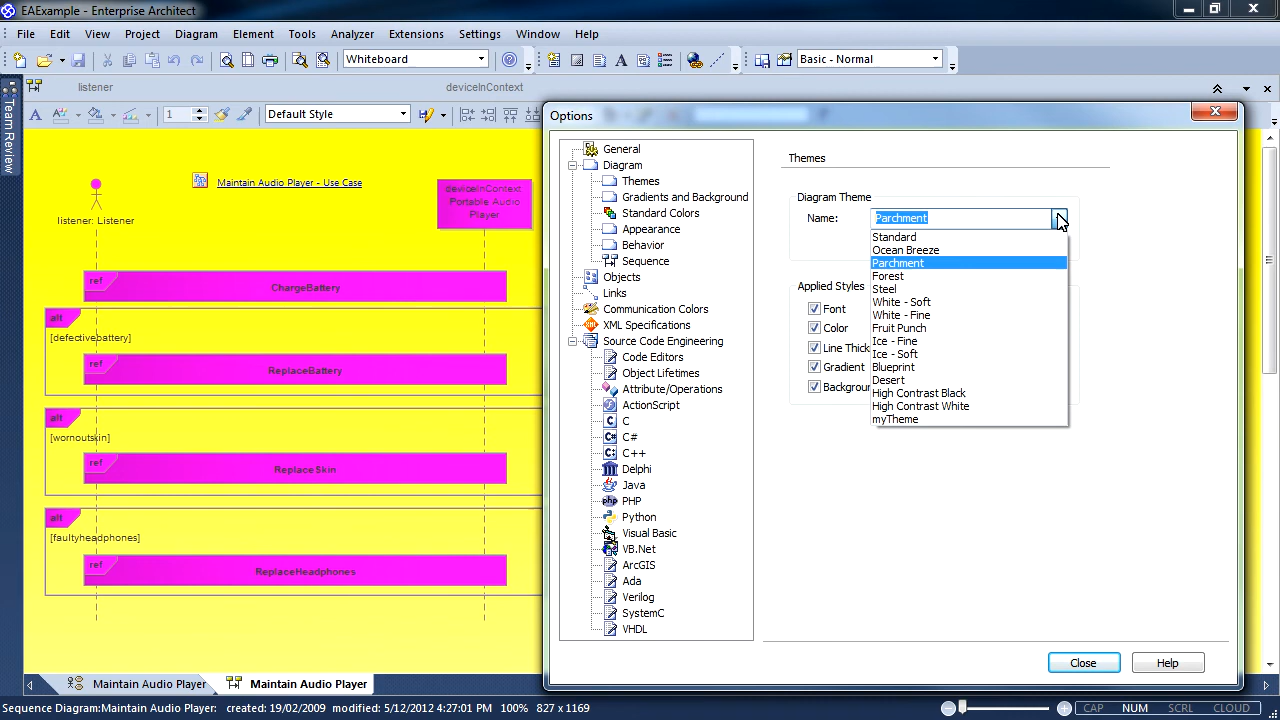 EAExample - Enterprise Architect
File Edit View Project Diagram Element Tools Analyzer Extensions Settings Window Help
Whiteboard
Basic - Normal
listener deviceInContext
1
Default Style
Team Review
Maintain Audio Player - Use Case
listener: Listener
deviceInContext
Portable Audio
Player
ref
ChargeBattery
alt
[defectivebattery]
ref
ReplaceBattery
alt
[wornoutskin]
ref
ReplaceSkin
alt
[faultyheadphones]
ref
ReplaceHeadphones
Options
General
Diagram
Themes
Gradients and Background
Standard Colors
Appearance
Behavior
Sequence
Objects
Links
Communication Colors
XML Specifications
Source Code Engineering
Code Editors
Object Lifetimes
Attribute/Operations
ActionScript
C
C#
C++
Delphi
Java
PHP
Python
Visual Basic
VB.Net
ArcGIS
Ada
Verilog
SystemC
VHDL
Themes
Diagram Theme
Name: Parchment
Standard
Ocean Breeze
Parchment
Forest
Steel
White - Soft
White - Fine
Fruit Punch
Ice - Fine
Ice - Soft
Blueprint
Desert
High Contrast Black
High Contrast White
myTheme
Applied Styles
Font
Color
Line Thick
Gradient
Backgrou
Close Help
Maintain Audio Player Maintain Audio Player
Sequence Diagram:Maintain Audio Player: created: 19/02/2009 modified: 5/12/2012 4:27:01 PM 100% 827 x 1169
CAP NUM SCRL CLOUD